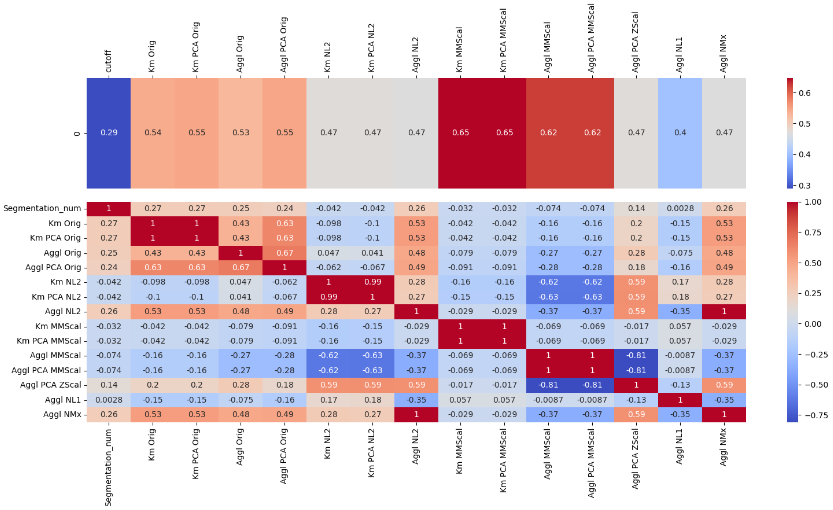 cutoff Km Orig Km PCA Orig Aggl Orig Aggl PCA Orig Km NL2 Km PCA NL2 Aggl NL2 Km MMScal Km PCA MMScal Aggl MMScal Aggl PCA MMScal Aggl PCA ZScal Aggl NL1 Aggl NMx
0 0.29 0.54 0.55 0.53 0.55 0.47 0.47 0.47 0.65 0.65 0.62 0.62 0.47 0.4 0.47
0.6
0.5
0.4
0.3
Segmentation_num 1 0.27 0.27 0.25 0.24 -0.042 -0.042 0.26 -0.032 -0.032 -0.074 -0.074 0.14 0.0028 0.26
Km Orig 0.27 1 1 0.43 0.63 -0.098 -0.1 0.53 -0.042 -0.042 -0.16 -0.16 0.2 -0.15 0.53
Km PCA Orig 0.27 1 1 0.43 0.63 -0.098 -0.1 0.53 -0.042 -0.042 -0.16 -0.16 0.2 -0.15 0.53
Aggl Orig 0.25 0.43 0.43 1 0.67 0.047 0.041 0.48 -0.079 -0.079 -0.27 -0.27 0.28 -0.075 0.48
Aggl PCA Orig 0.24 0.63 0.63 0.67 1 -0.062 -0.067 0.49 -0.091 -0.091 -0.28 -0.28 0.18 -0.16 0.49
Km NL2 -0.042 -0.098 -0.098 0.047 -0.062 1 0.99 0.28 -0.16 -0.16 -0.62 -0.62 0.59 0.17 0.28
Km PCA NL2 -0.042 -0.1 -0.1 0.041 -0.067 0.99 1 0.27 -0.15 -0.15 -0.63 -0.63 0.59 0.18 0.27
Aggl NL2 0.26 0.53 0.53 0.48 0.49 0.28 0.27 1 -0.029 -0.029 -0.37 -0.37 0.59 -0.35 1
Km MMScal -0.032 -0.042 -0.042 -0.079 -0.091 -0.16 -0.15 -0.029 1 1 -0.069 -0.069 -0.017 0.057 -0.029
Km PCA MMScal -0.032 -0.042 -0.042 -0.079 -0.091 -0.16 -0.15 -0.029 1 1 -0.069 -0.069 -0.017 0.057 -0.029
Aggl MMScal -0.074 -0.16 -0.16 -0.27 -0.28 -0.62 -0.63 -0.37 -0.069 -0.069 1 1 -0.81 -0.0087 -0.37
Aggl PCA MMScal -0.074 -0.16 -0.16 -0.27 -0.28 -0.62 -0.63 -0.37 -0.069 -0.069 1 1 -0.81 -0.0087 -0.37
Aggl PCA ZScal 0.14 0.2 0.2 0.28 0.18 0.59 0.59 0.59 -0.017 -0.017 -0.81 -0.81 1 -0.13 0.59
Aggl NL1 0.0028 -0.15 -0.15 -0.075 -0.16 0.17 0.18 -0.35 0.057 0.057 -0.0087 -0.0087 -0.13 1 -0.35
Aggl NMx 0.26 0.53 0.53 0.48 0.49 0.28 0.27 1 -0.029 -0.029 -0.37 -0.37 0.59 -0.35 1
Segmentation_num Km Orig Km PCA Orig Aggl Orig Aggl PCA Orig Km NL2 Km PCA NL2 Aggl NL2 Km MMScal Km PCA MMScal Aggl MMScal Aggl PCA MMScal Aggl PCA ZScal Aggl NL1 Aggl NMx
1.00
0.75
0.50
0.25
0.00
-0.25
-0.50
-0.75